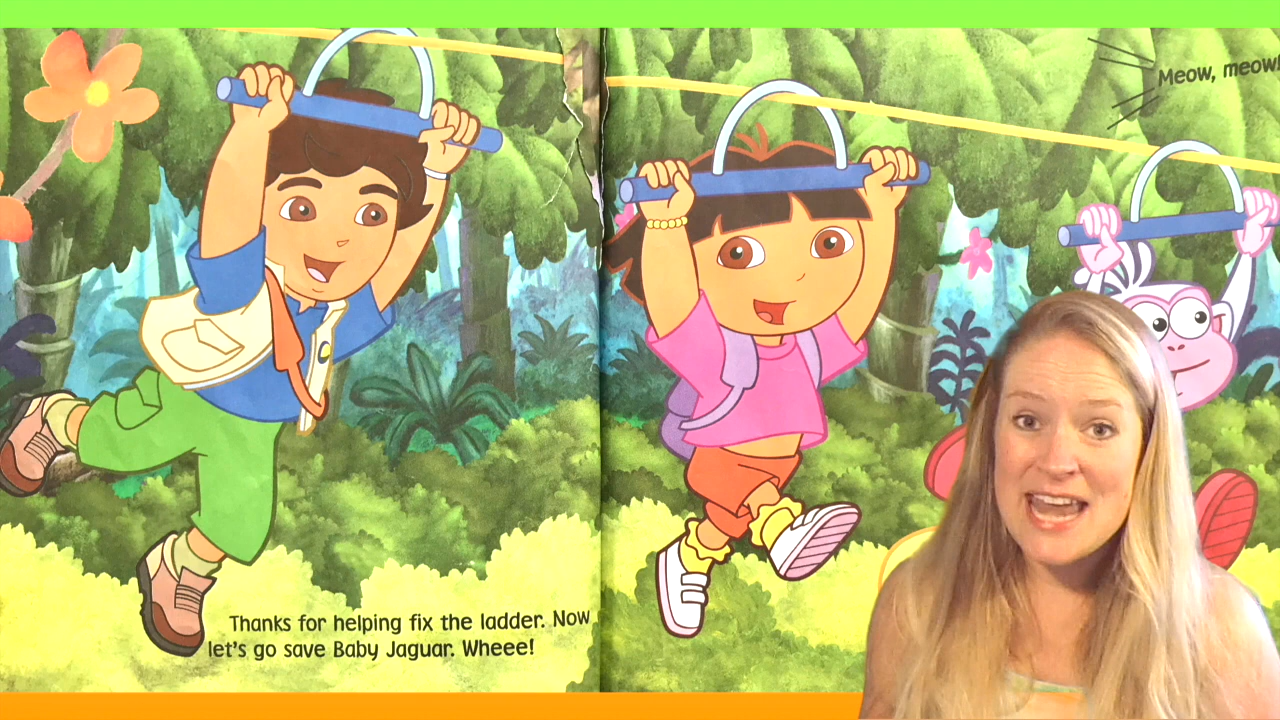 Meow, meow!
Thanks for helping fix the ladder. Now
let's go save Baby Jaguar. Wheee!